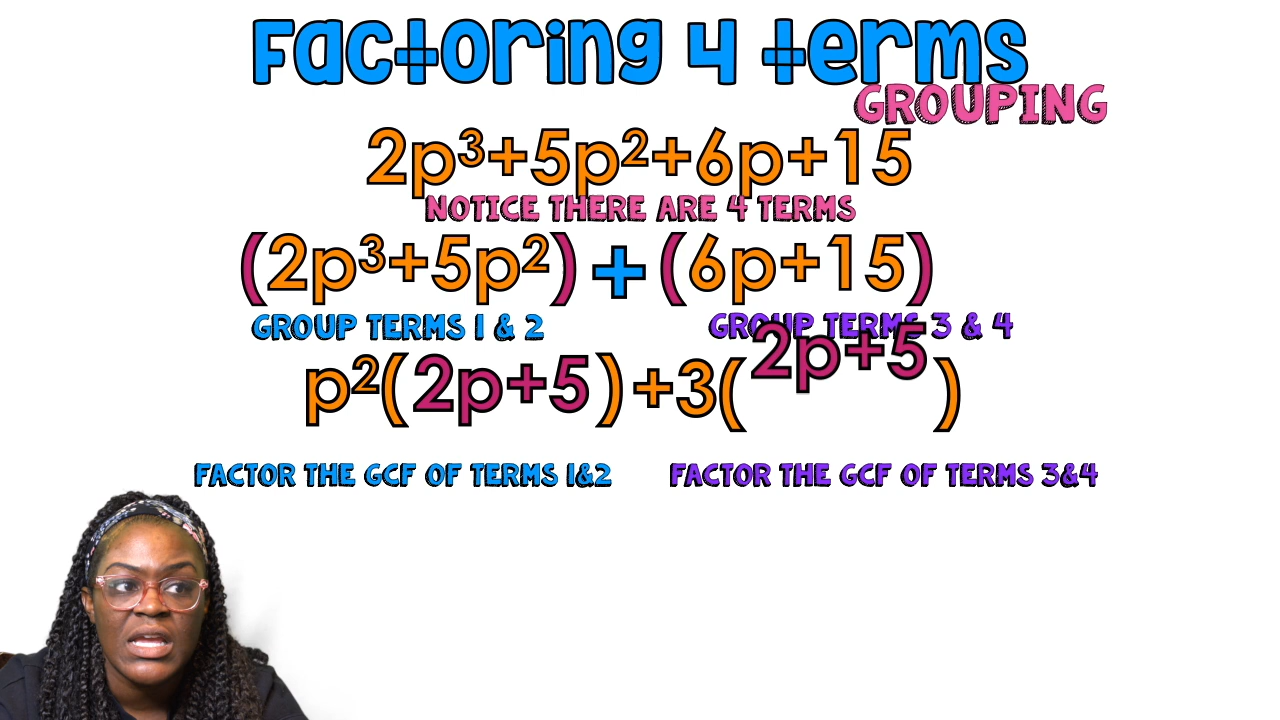 Factoring 4 terms
GROUPING
2p³+5p²+6p+15
NOTICE THERE ARE 4 TERMS
(2p³+5p²) + (6p+15)
GROUP TERMS 1 & 2 GROUP TERMS 3 & 4
p²(2p+5)+3(2p+5)
FACTOR THE GCF OF TERMS 1&2 FACTOR THE GCF OF TERMS 3&4